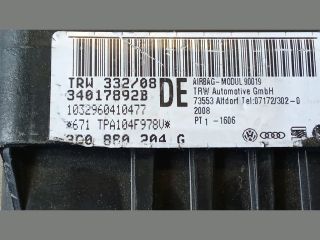 TRW 332/08
34017892B
DE
1032960410477
*671 TPA104F978U*
3C0 880 204 G
AIRBAG-MODUL 90019
TRW Automotive GmbH
73553 Alfdorf Tel:07172/302-0
2008
PT 1 -1606